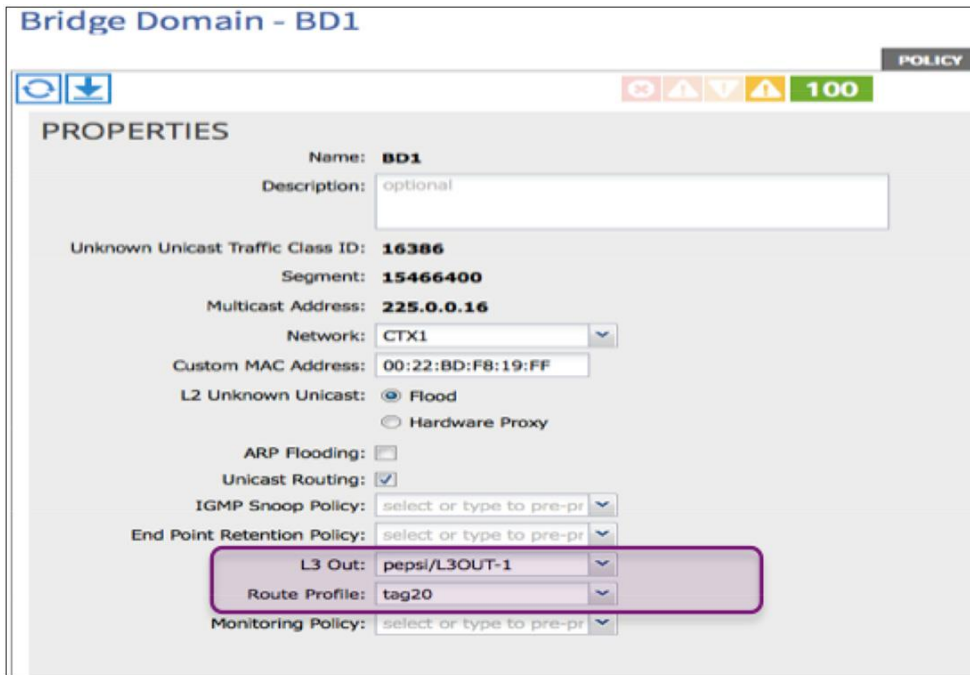 Bridge Domain - BD1
POLICY
100
PROPERTIES
Name: BD1
Description: optional
Unknown Unicast Traffic Class ID: 16386
Segment: 15466400
Multicast Address: 225.0.0.16
Network: CTX1
Custom MAC Address: 00:22:BD:F8:19:FF
L2 Unknown Unicast: Flood
Hardware Proxy
ARP Flooding:
Unicast Routing:
IGMP Snoop Policy: select or type to pre-pr
End Point Retention Policy: select or type to pre-pr
L3 Out: pepsi/L3OUT-1
Route Profile: tag20
Monitoring Policy: select or type to pre-pr